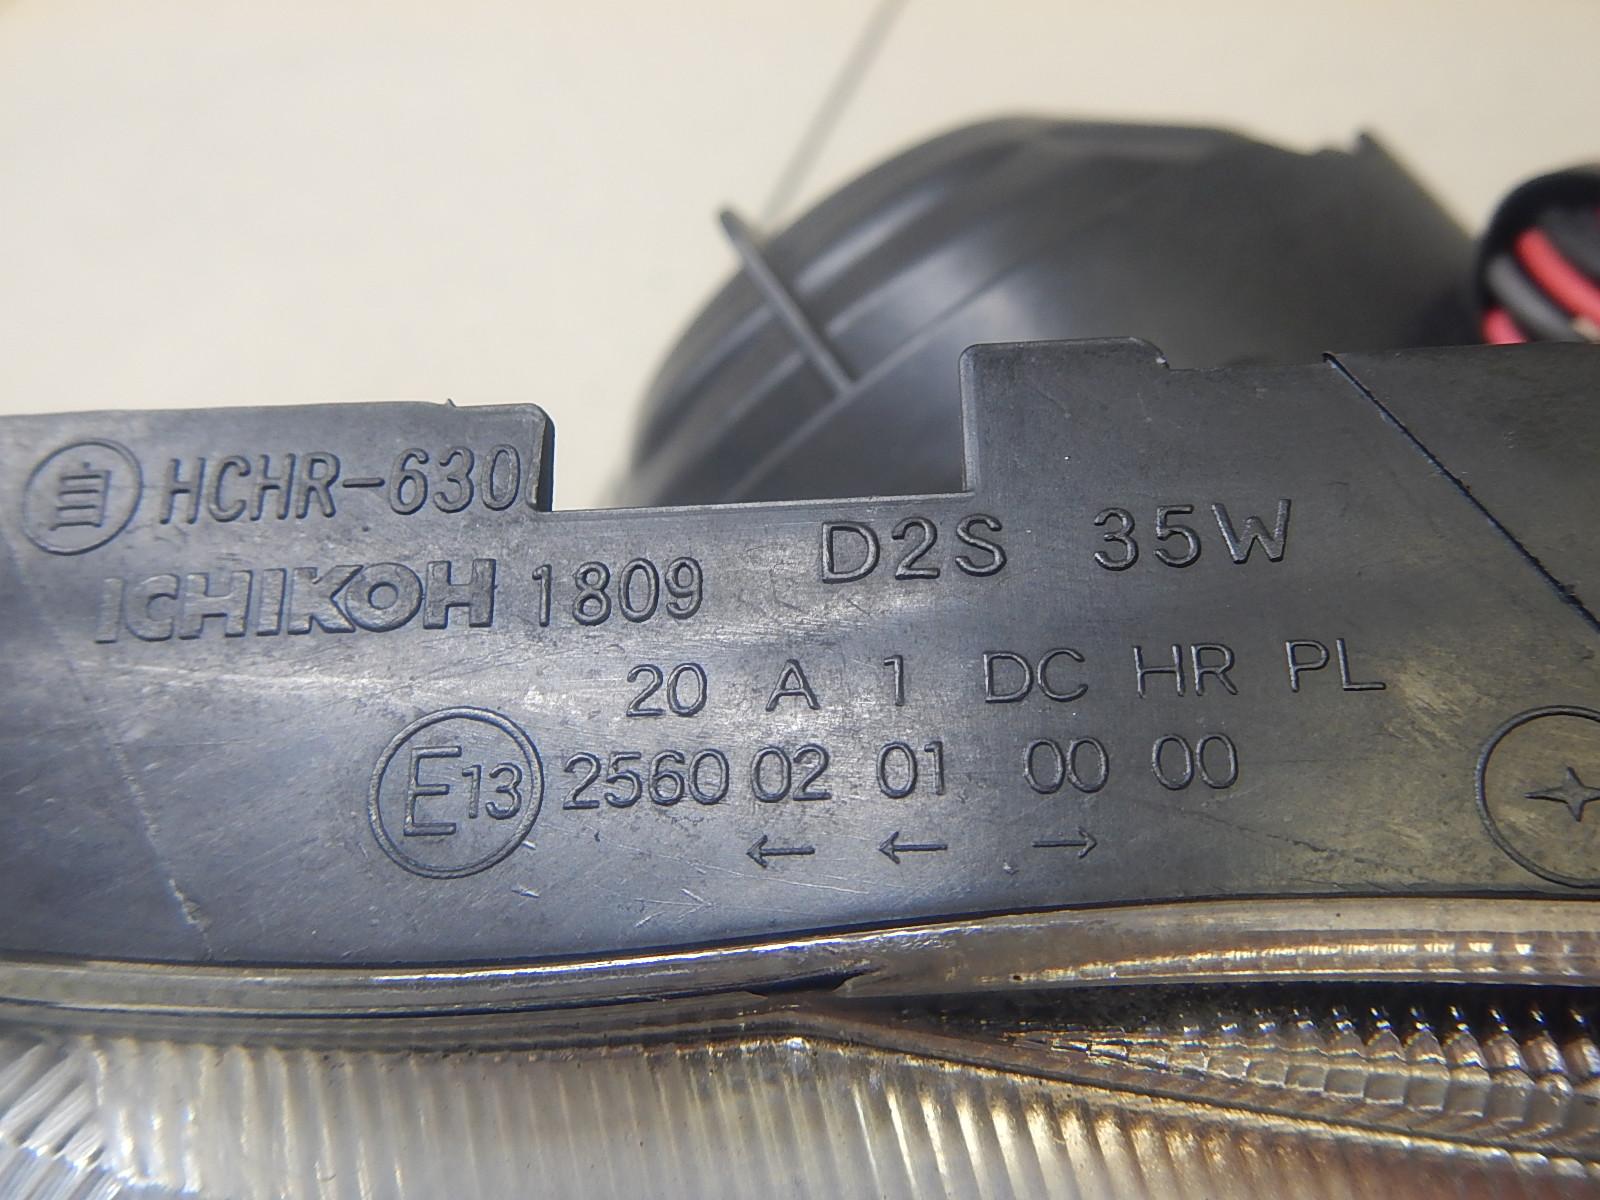 自 HCHR-630
ICHIKOH 1809 D2S 35W
20 A 1 DC HR PL
E13 2560 02 01 00 00
← ← →